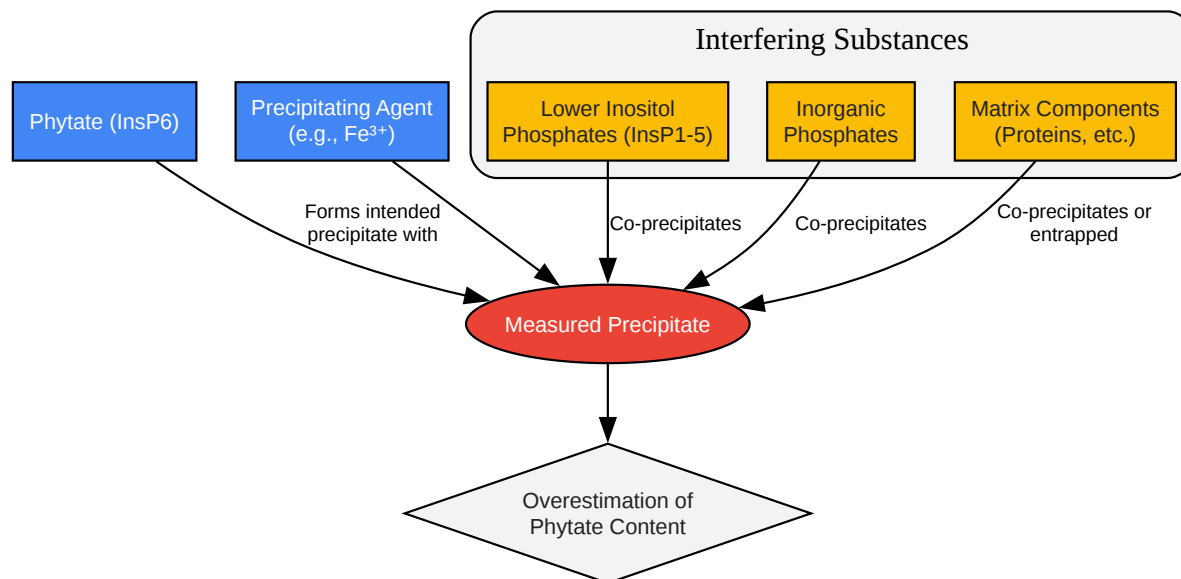 Interfering Substances
Phytate (InsP6)
Precipitating Agent
(e.g., Fe³⁺)
Lower Inositol
Phosphates (InsP1-5)
Inorganic
Phosphates
Matrix Components
(Proteins, etc.)
Forms intended
precipitate with
Co-precipitates
Co-precipitates
Co-precipitates or
entrapped
Measured Precipitate
Overestimation of
Phytate Content